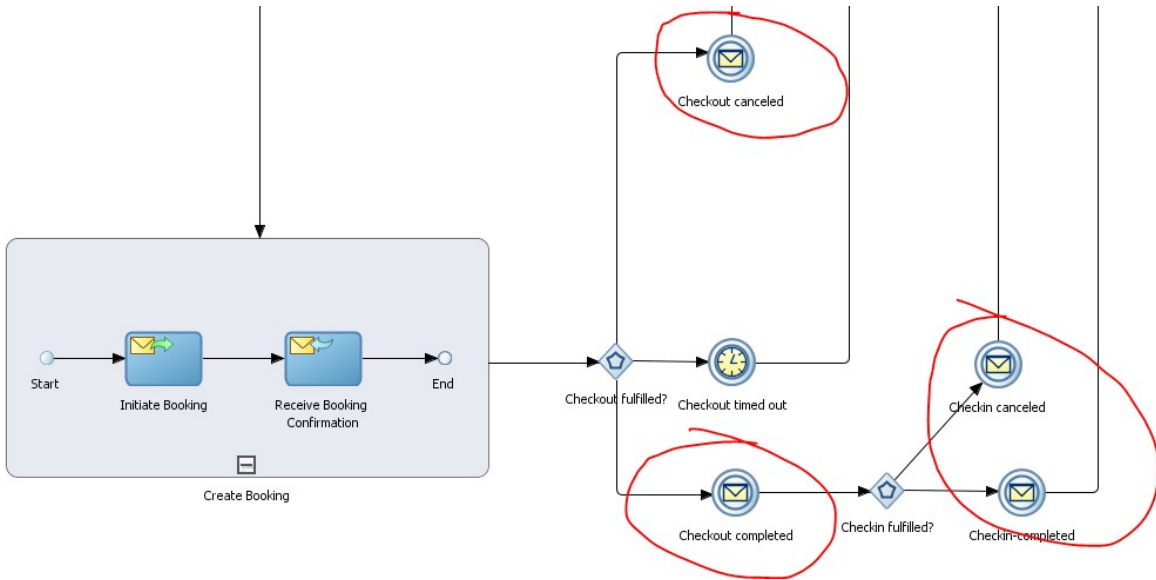 Checkout canceled
Start
Initiate Booking
Receive Booking
Confirmation
End
Create Booking
Checkout fulfilled?
Checkout timed out
Checkin canceled
Checkout completed
Checkin fulfilled?
Checkin-completed